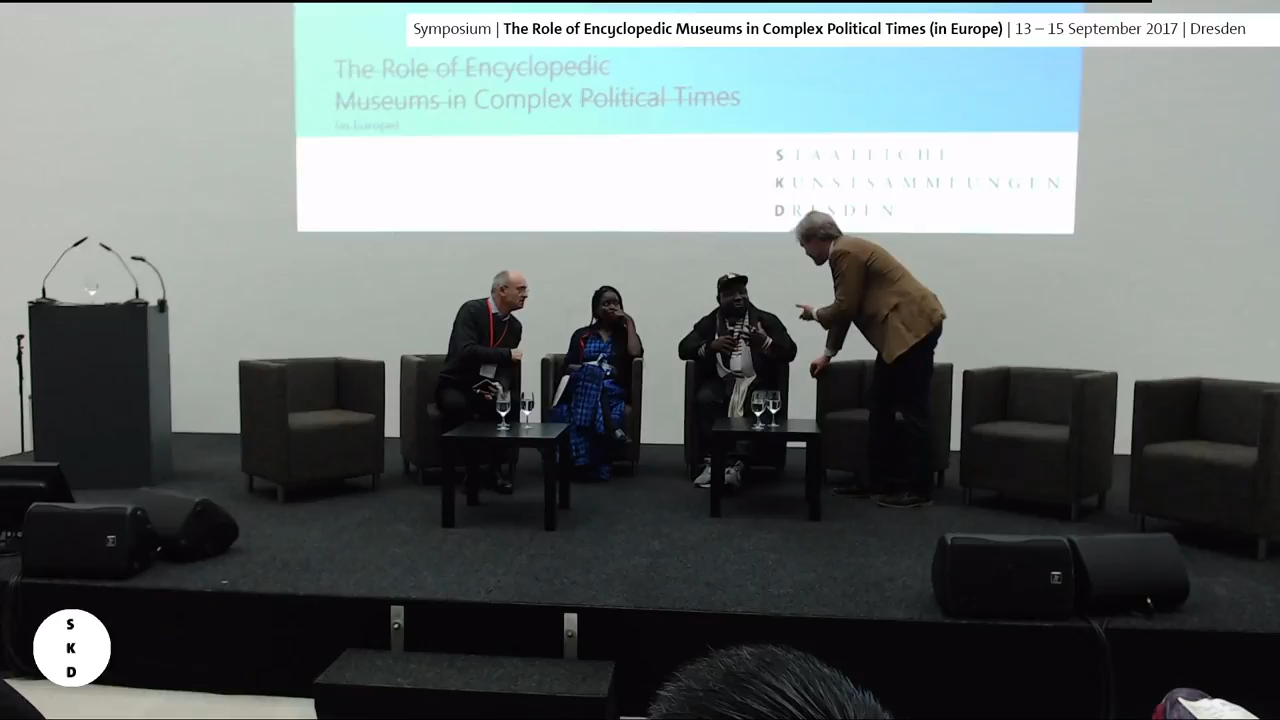 Symposium | The Role of Encyclopedic Museums in Complex Political Times (in Europe) | 13 – 15 September 2017 | Dresden
The Role of Encyclopedic
Museums in Complex Political Times
(in Europe)
STAATLICHE
KUNSTSAMMLUNGEN
DRESDEN
S
K
D